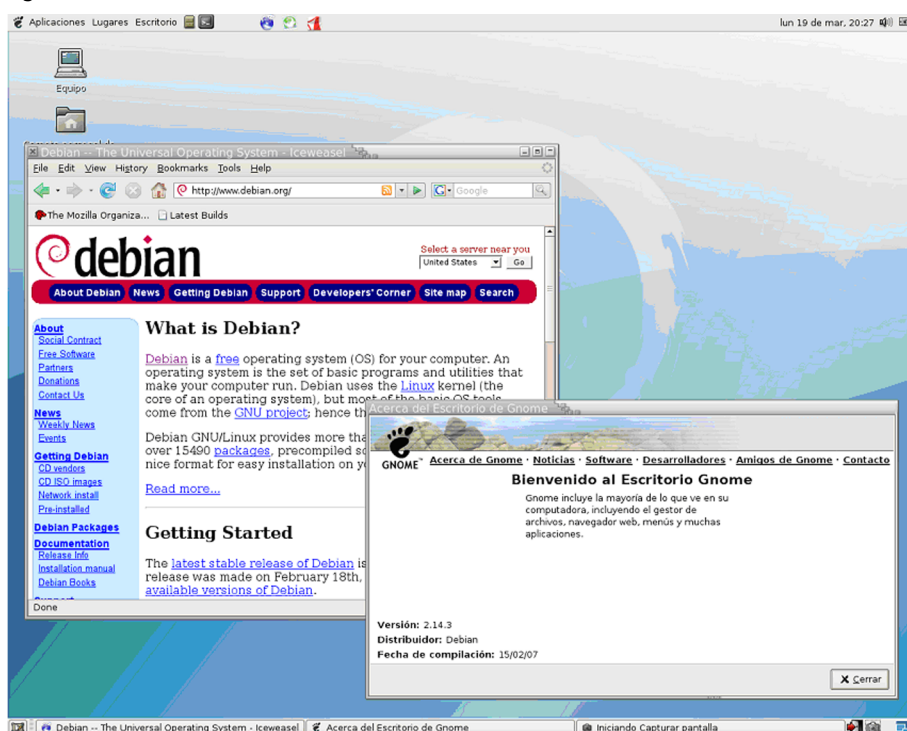 Aplicaciones Lugares Escritorio
lun 19 de mar, 20:27
Equipo
Debian -- The Universal Operating System - Iceweasel
File Edit View History Bookmarks Tools Help
http://www.debian.org/
G Google
The Mozilla Organiza... Latest Builds
debian
Select a server near you
United States Go
About Debian News Getting Debian Support Developers' Corner Site map Search
About
Social Contract
Free Software
Partners
Donations
Contact Us
News
Weekly News
Events
Getting Debian
CD vendors
CD ISO images
Network install
Pre-installed
Debian Packages
Documentation
Release Info
Installation manual
Debian Books
What is Debian?
Debian is a free operating system (OS) for your computer. An
operating system is the set of basic programs and utilities that
make your computer run. Debian uses the Linux kernel (the
core of an operating system), but most of the basic OS tools
come from the GNU project; hence th
Debian GNU/Linux provides more tha
over 15490 packages, precompiled so
nice format for easy installation on yo
Read more...
Getting Started
The latest stable release of Debian is
release was made on February 18th,
available versions of Debian.
Done
Acerca del Escritorio de Gnome
GNOME™
Acerca de Gnome · Noticias · Software · Desarrolladores · Amigos de Gnome · Contacto
Bienvenido al Escritorio Gnome
Gnome incluye la mayoría de lo que ve en su
computadora, incluyendo el gestor de
archivos, navegador web, menús y muchas
aplicaciones.
Versión: 2.14.3
Distribuidor: Debian
Fecha de compilación: 15/02/07
X Cerrar
Debian -- The Universal Operating System - Iceweasel
Acerca del Escritorio de Gnome
Iniciando Capturar pantalla